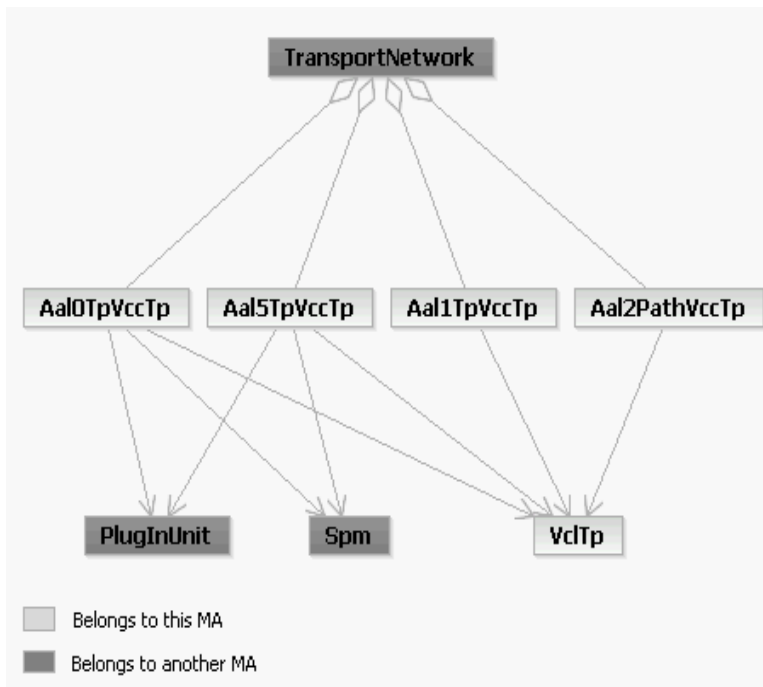 TransportNetwork
Aal0TpVccTp
Aal5TpVccTp
Aal1TpVccTp
Aal2PathVccTp
PlugInUnit
Spm
VclTp
Belongs to this MA
Belongs to another MA